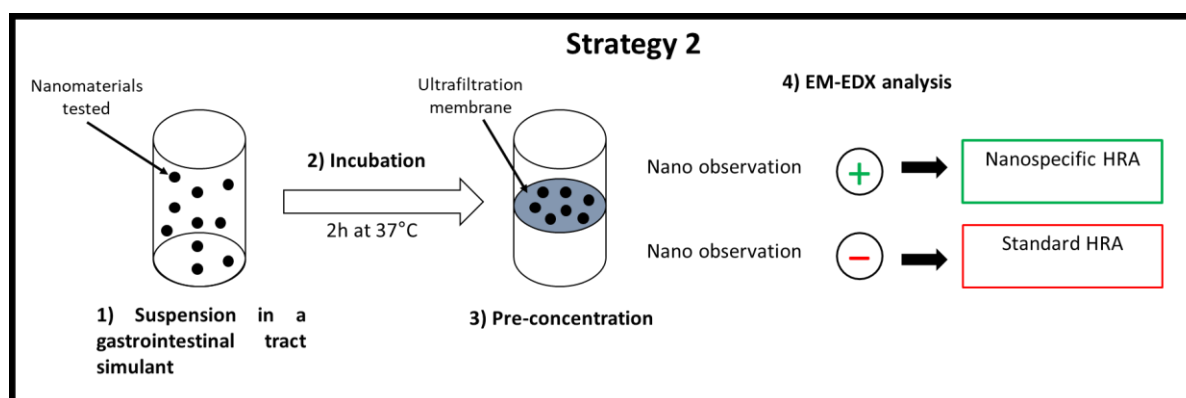 Strategy 2
Nanomaterials
tested
Ultrafiltration
membrane
4) EM-EDX analysis
2) Incubation
2h at 37°C
Nano observation
+
Nanospecific HRA
Nano observation
−
Standard HRA
1) Suspension in a
gastrointestinal tract
simulant
3) Pre-concentration